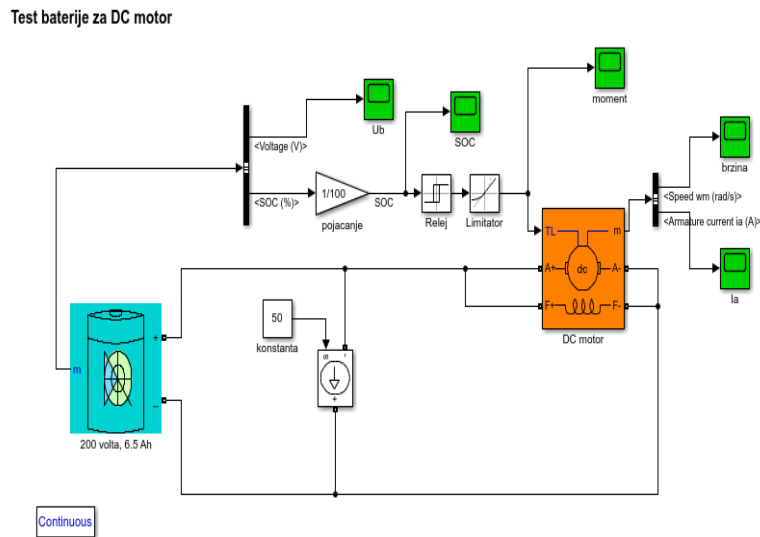 Test baterije za DC motor
moment
Ub
SOC
<Voltage (V)>
brzina
<SOC (%)>
1/100
SOC
pojacanje
Relej
Limitator
<Speed wm (rad/s)>
<Armature current ia (A)>
TL
m
A+
dc
A-
F+
F-
Ia
DC motor
50
konstanta
s
-
+
m
+
_
200 volta, 6.5 Ah
Continuous